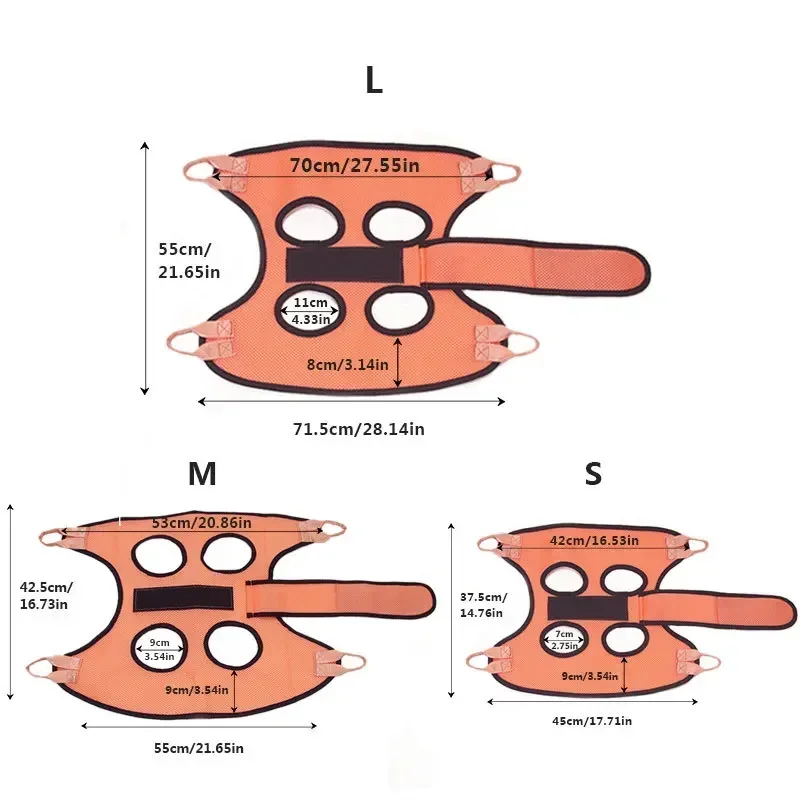 L
70cm/27.55in
55cm/
21.65in
11cm
4.33in
8cm/3.14in
71.5cm/28.14in
M
53cm/20.86in
42.5cm/
16.73in
9cm
3.54in
9cm/3.54in
55cm/21.65in
S
42cm/16.53in
37.5cm/
14.76in
7cm
2.75in
9cm/3.54in
45cm/17.71in